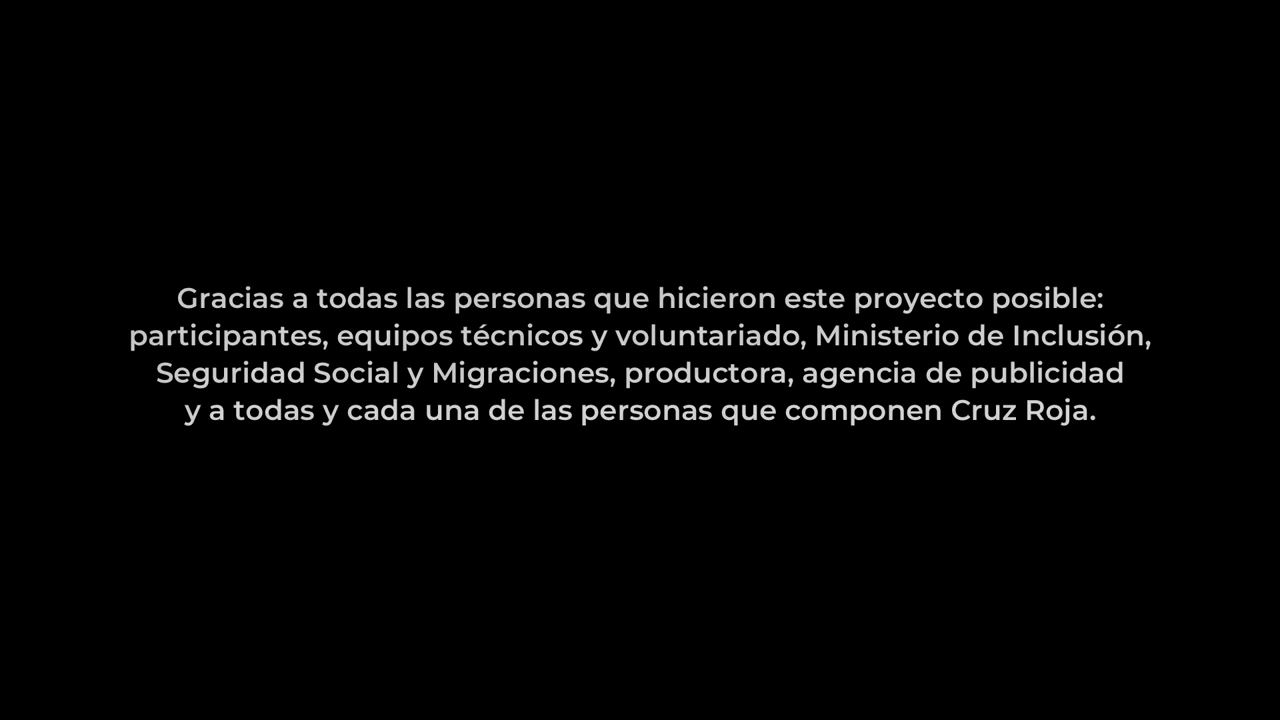 Gracias a todas las personas que hicieron este proyecto posible:
participantes, equipos técnicos y voluntariado, Ministerio de Inclusión,
Seguridad Social y Migraciones, productora, agencia de publicidad
y a todas y cada una de las personas que componen Cruz Roja.